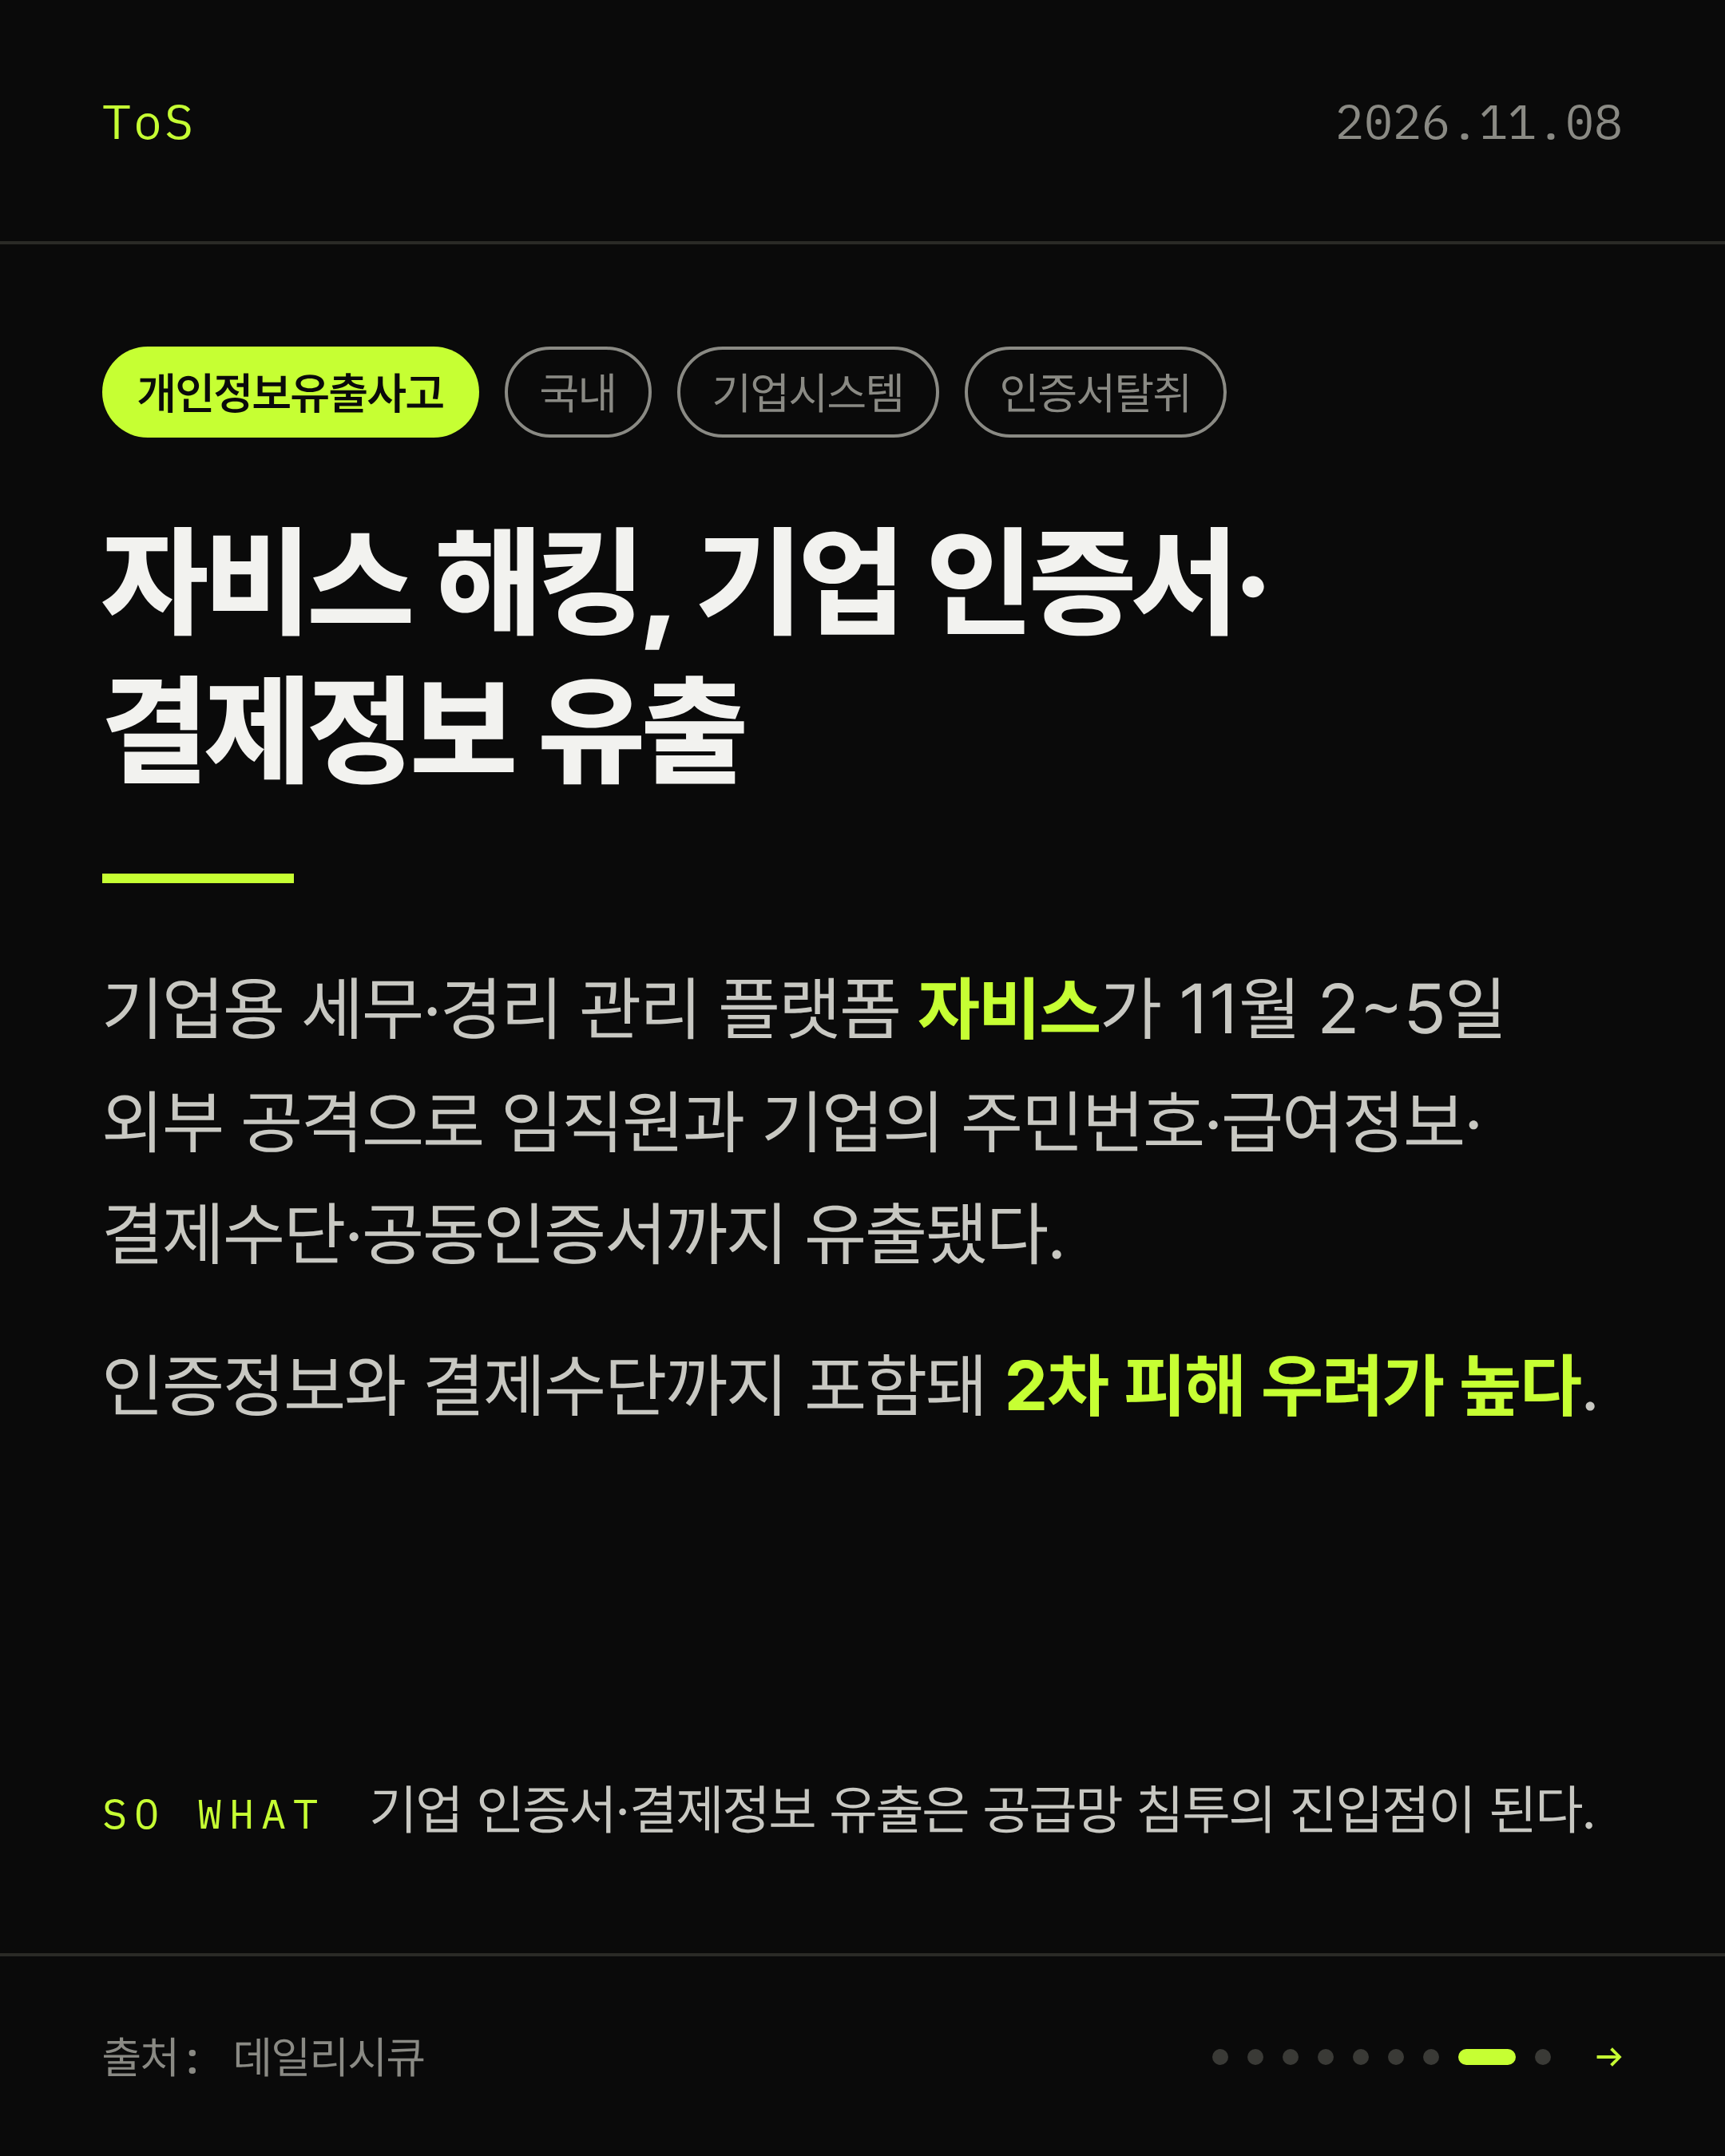 ToS
2026.11.08
개인정보유출사고 국내 기업시스템 인증서탈취
자비스 해킹, 기업 인증서·
결제정보 유출
기업용 세무·경리 관리 플랫폼 자비스가 11월 2~5일
외부 공격으로 임직원과 기업의 주민번호·급여정보·
결제수단·공동인증서까지 유출됐다.
인증정보와 결제수단까지 포함돼 2차 피해 우려가 높다.
SO WHAT 기업 인증서·결제정보 유출은 공급망 침투의 진입점이 된다.
출처: 데일리시큐
→